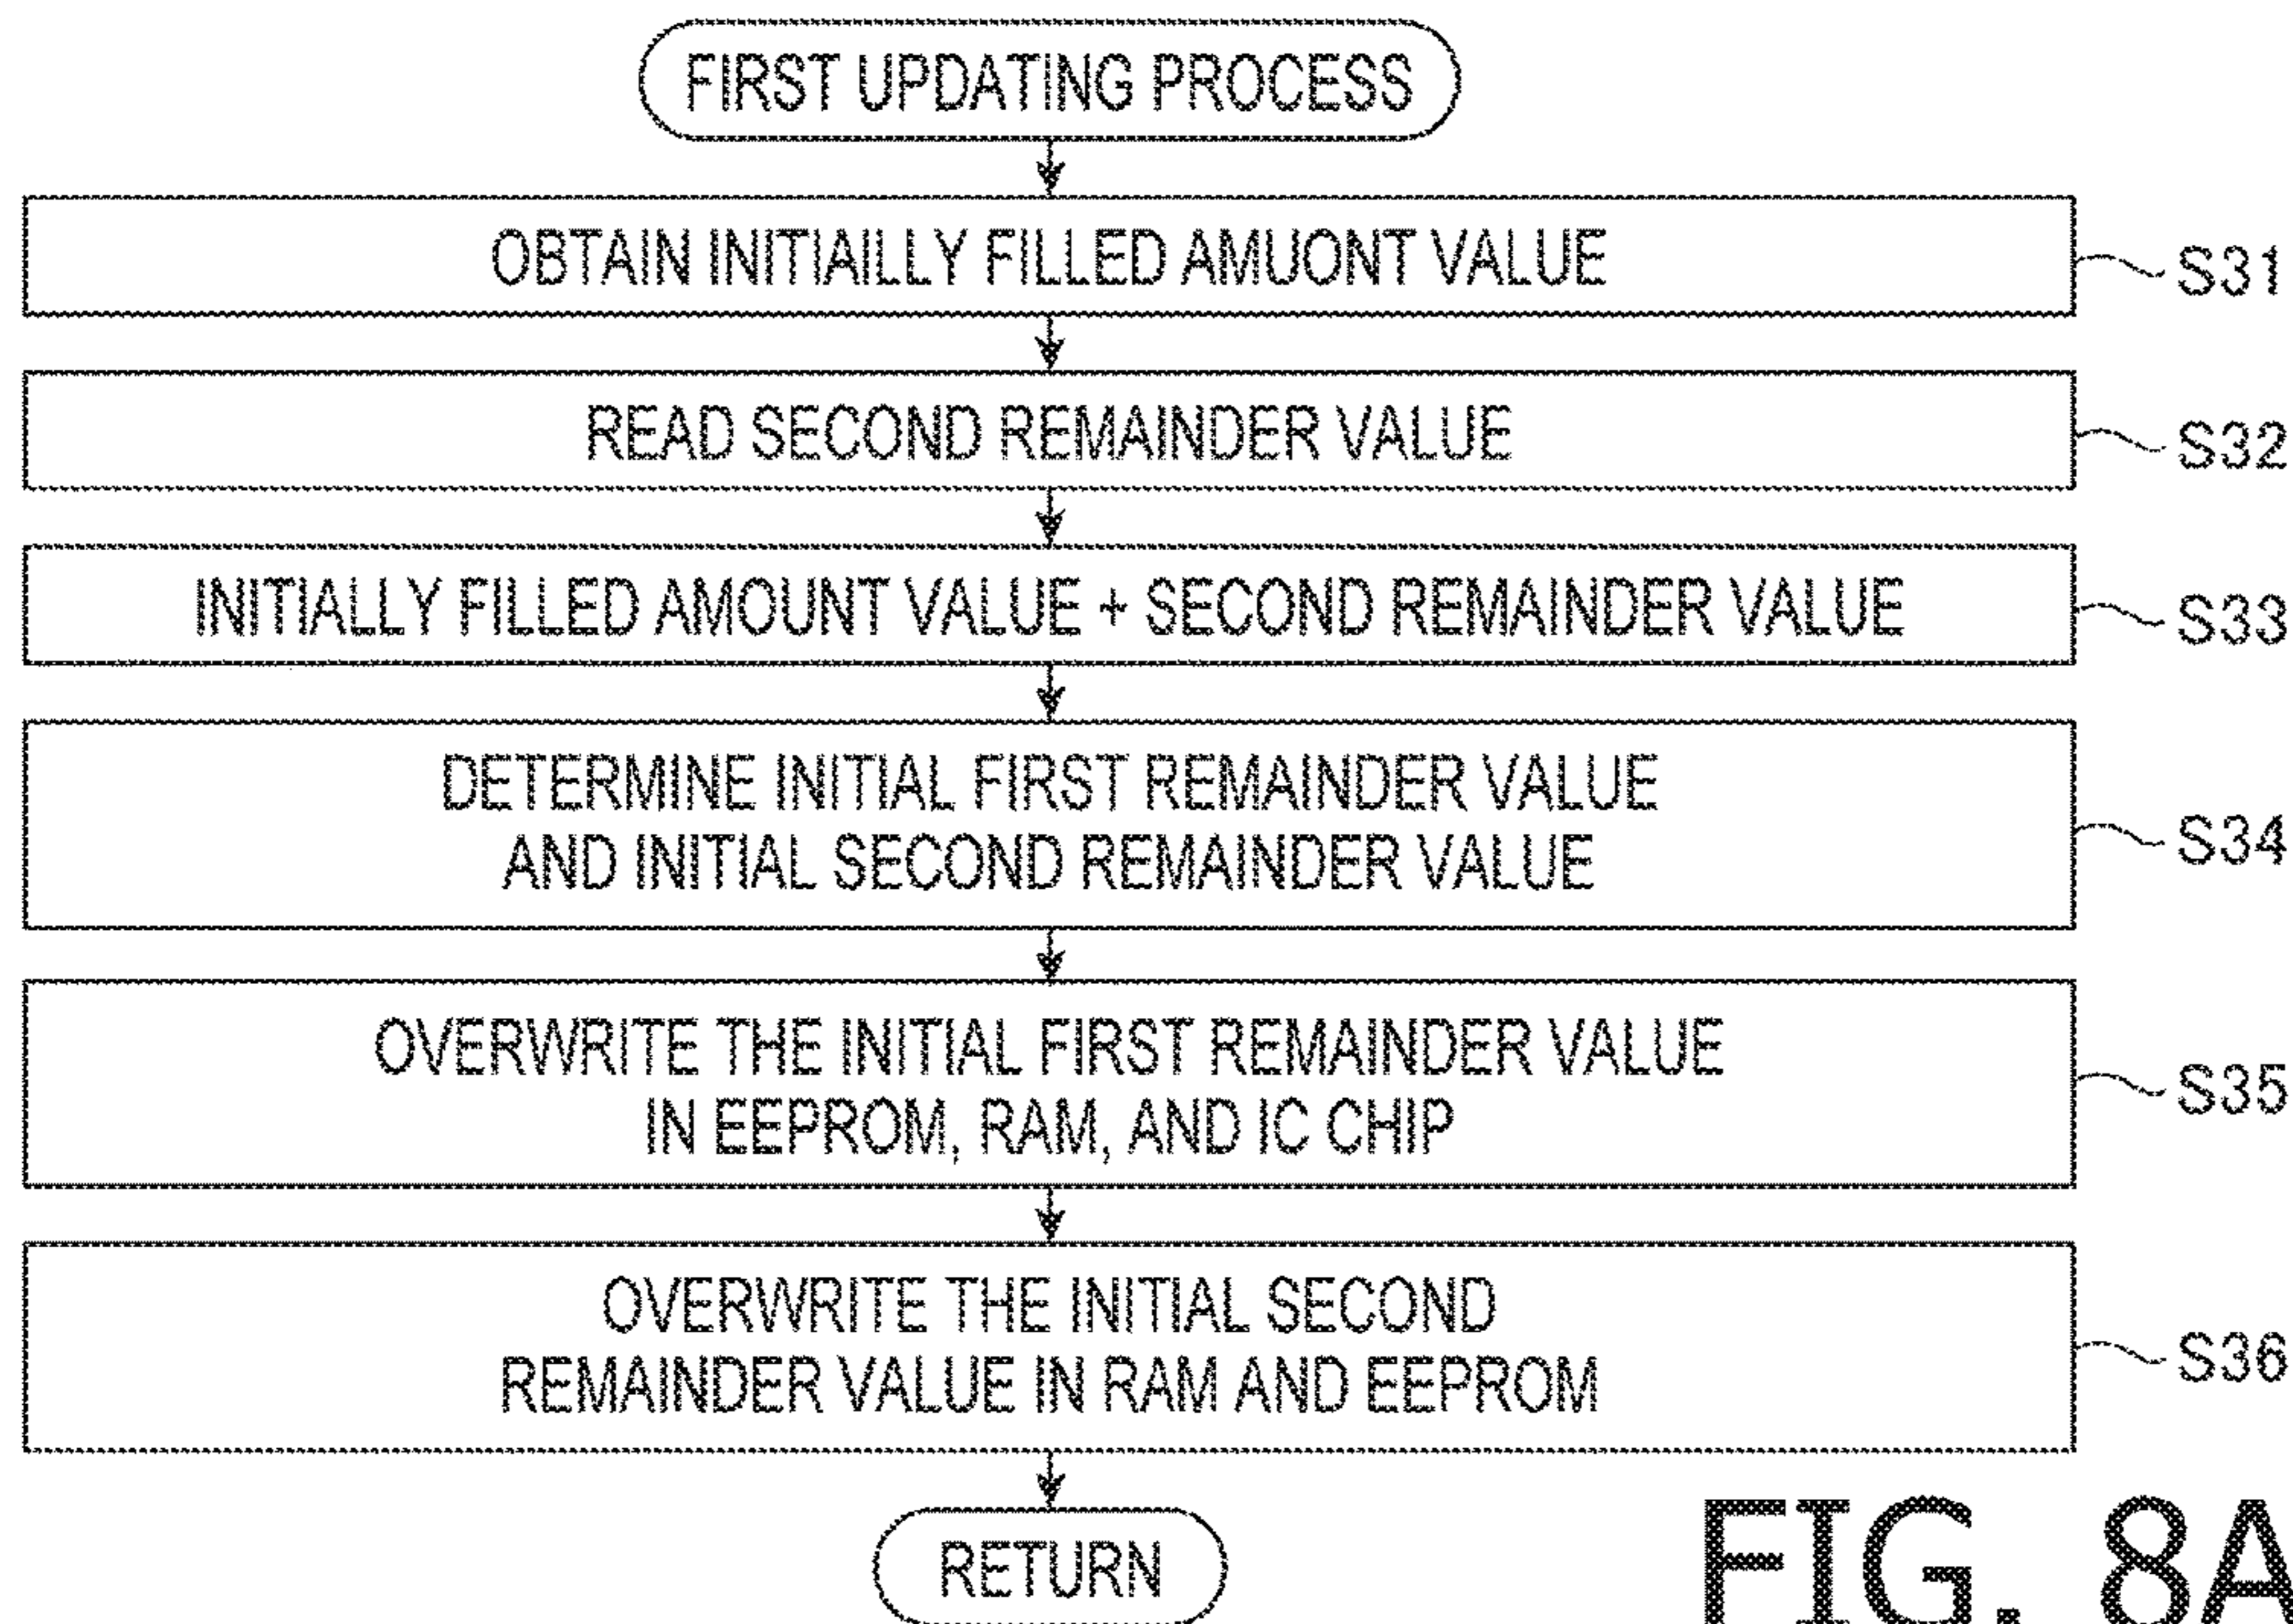 FIRST UPDATING PROCESS
OBTAIN INITIAILLY FILLED AMUONT VALUE
S31
READ SECOND REMAINDER VALUE
S32
INITIALLY FILLED AMOUNT VALUE + SECOND REMAINDER VALUE
S33
DETERMINE INITIAL FIRST REMAINDER VALUE
AND INITIAL SECOND REMAINDER VALUE
S34
OVERWRITE THE INITIAL FIRST REMAINDER VALUE
IN EEPROM, RAM, AND IC CHIP
S35
OVERWRITE THE INITIAL SECOND
REMAINDER VALUE IN RAM AND EEPROM
S36
RETURN
FIG. 8A